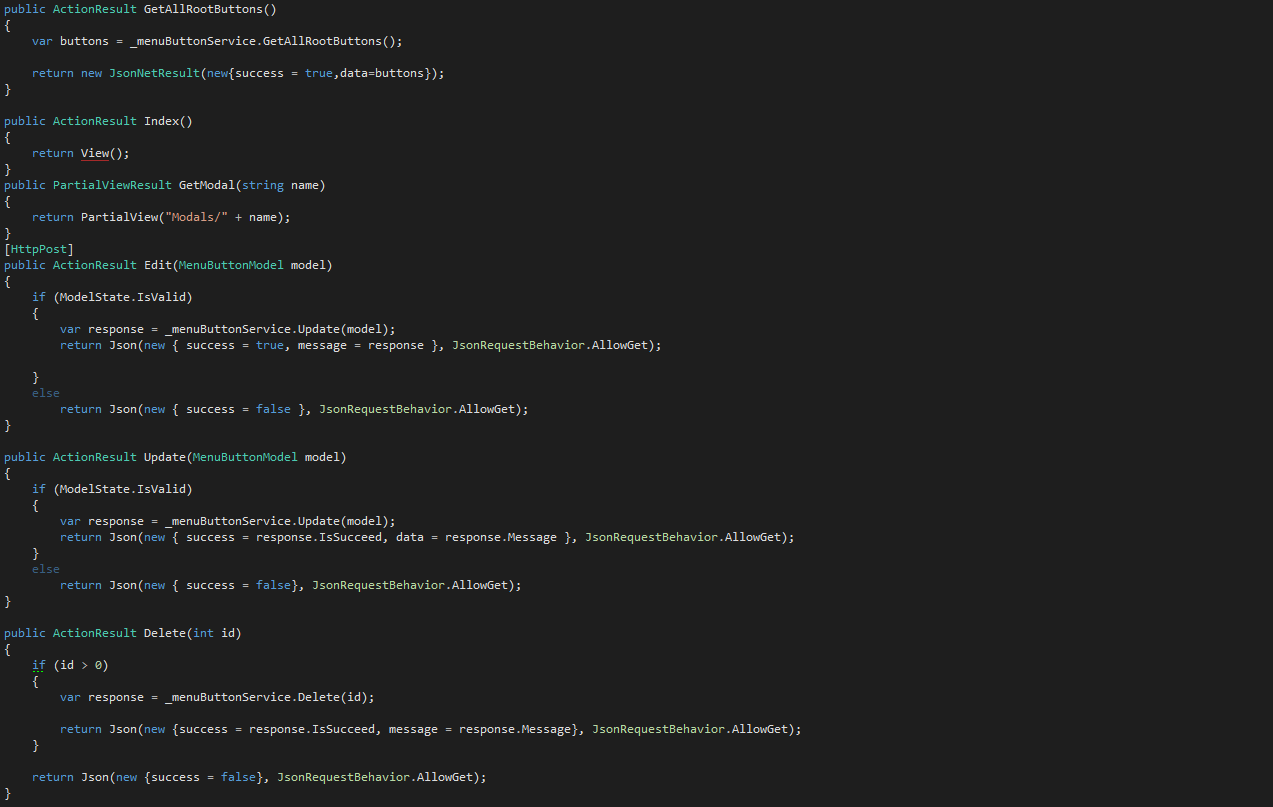 public ActionResult GetAllRootButtons()
{
    var buttons = _menuButtonService.GetAllRootButtons();

    return new JsonNetResult(new{success = true,data=buttons});
}

public ActionResult Index()
{
    return View();
}
public PartialViewResult GetModal(string name)
{
    return PartialView("Modals/" + name);
}
[HttpPost]
public ActionResult Edit(MenuButtonModel model)
{
    if (ModelState.IsValid)
    {
        var response = _menuButtonService.Update(model);
        return Json(new { success = true, message = response }, JsonRequestBehavior.AllowGet);

    }
    else
        return Json(new { success = false }, JsonRequestBehavior.AllowGet);
}

public ActionResult Update(MenuButtonModel model)
{
    if (ModelState.IsValid)
    {
        var response = _menuButtonService.Update(model);
        return Json(new { success = response.IsSucceed, data = response.Message }, JsonRequestBehavior.AllowGet);
    }
    else
        return Json(new { success = false}, JsonRequestBehavior.AllowGet);
}

public ActionResult Delete(int id)
{
    if (id > 0)
    {
        var response = _menuButtonService.Delete(id);

        return Json(new {success = response.IsSucceed, message = response.Message}, JsonRequestBehavior.AllowGet);
    }

    return Json(new {success = false}, JsonRequestBehavior.AllowGet);
}